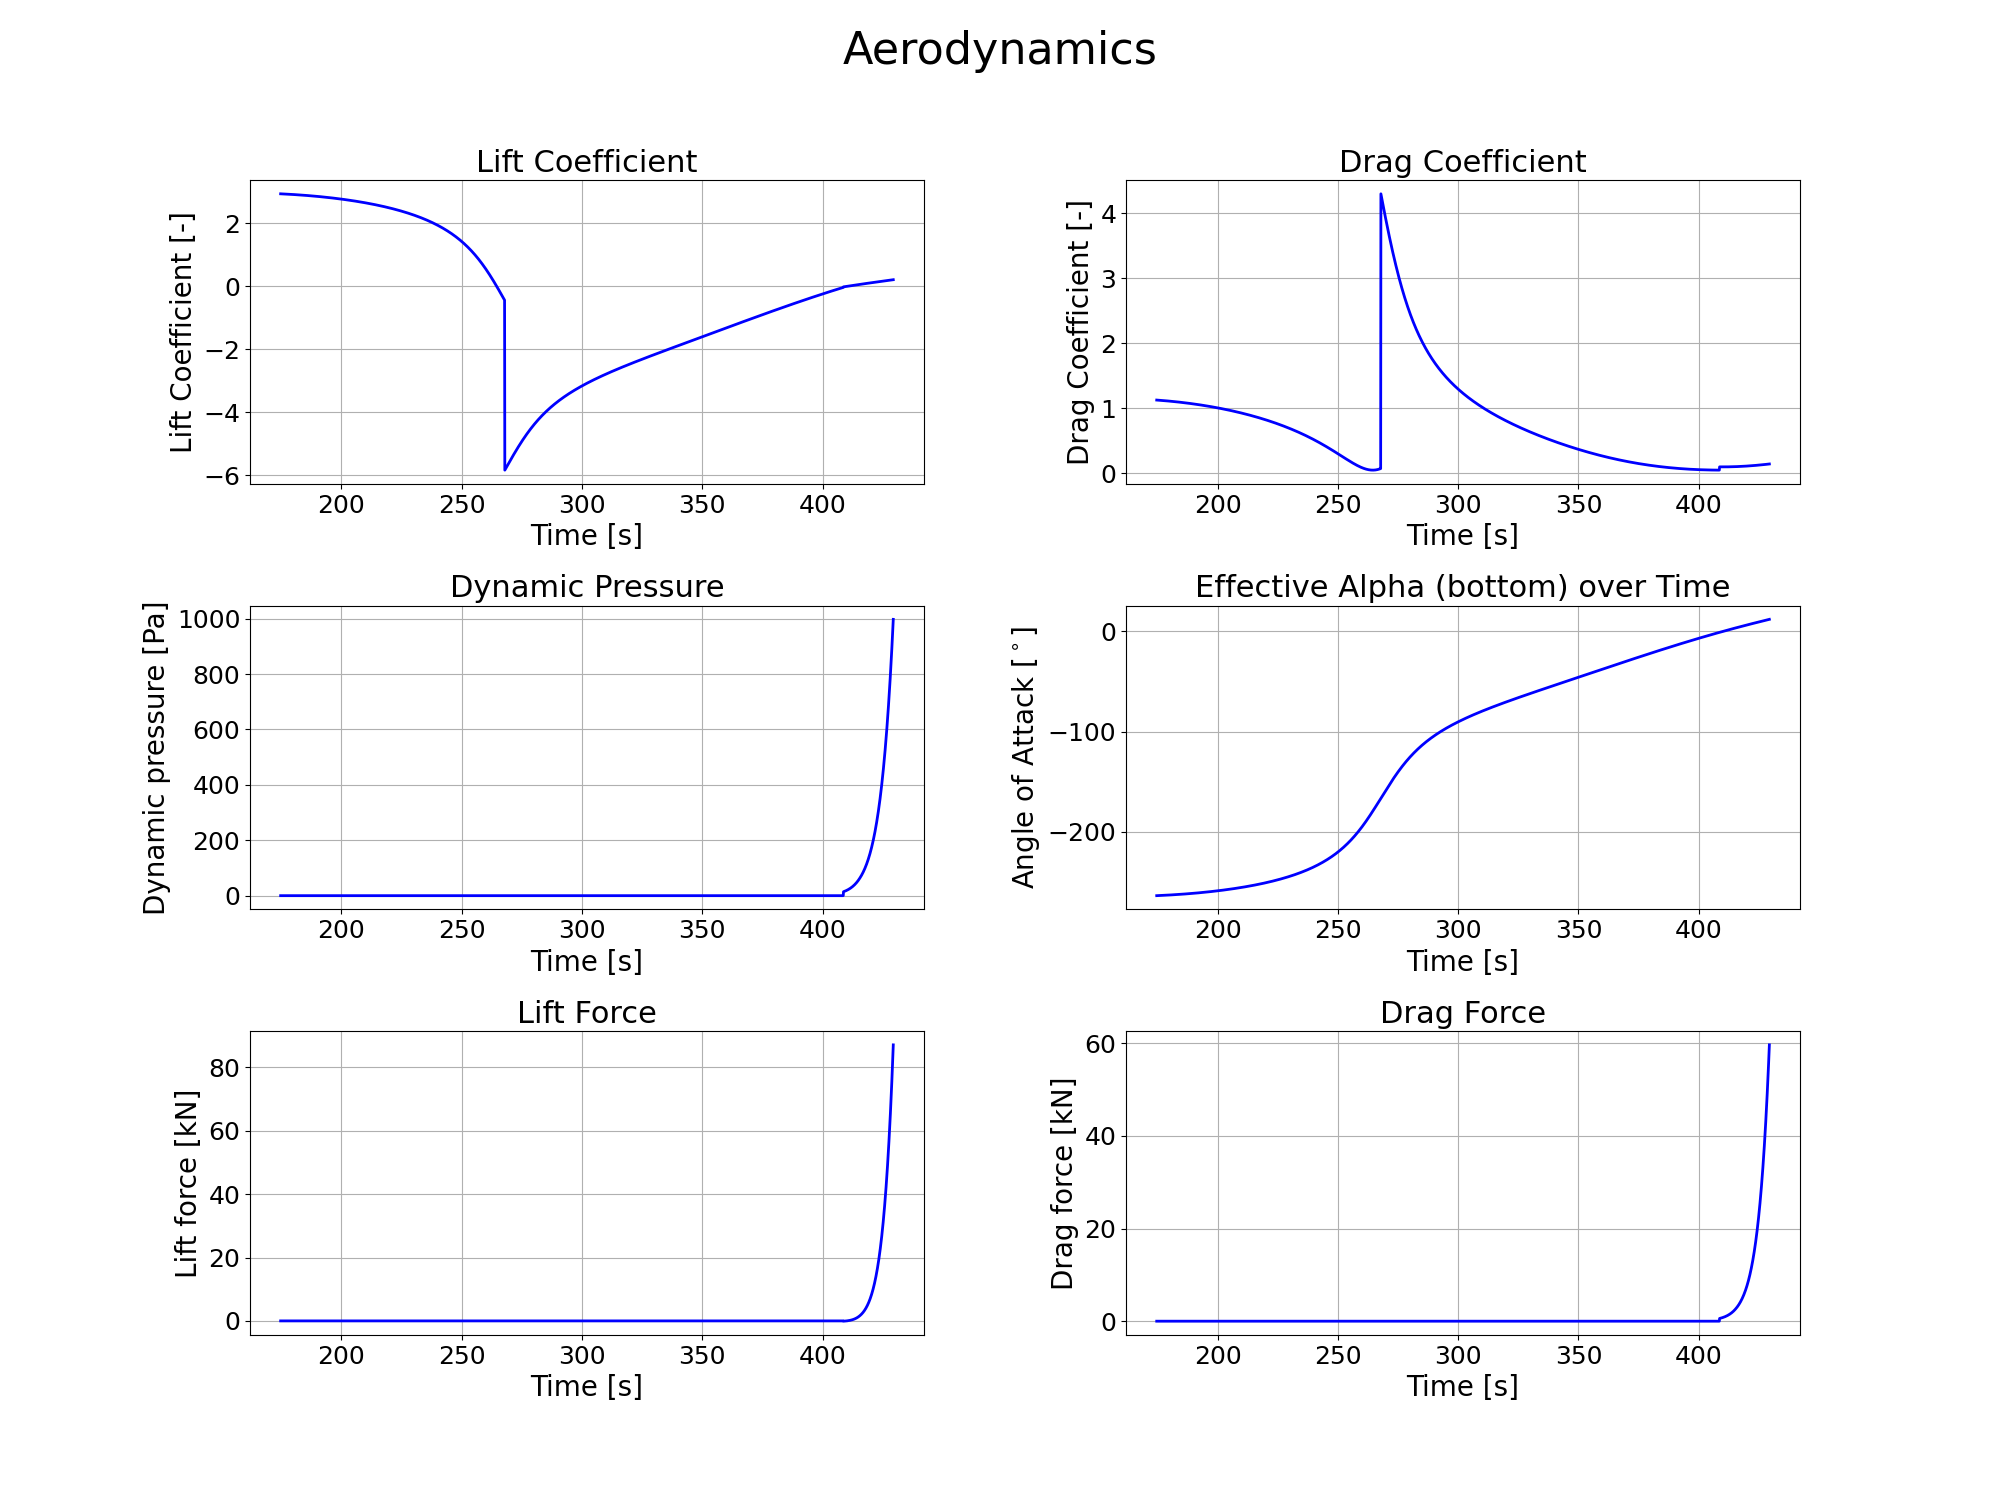 Aerodynamics
Lift Coefficient
Lift Coefficient [-]
2
0
−2
−4
−6
200 250 300 350 400
Time [s]
Drag Coefficient
Drag Coefficient [-]
4
3
2
1
0
200 250 300 350 400
Time [s]
Dynamic Pressure
Dynamic pressure [Pa]
1000
800
600
400
200
0
200 250 300 350 400
Time [s]
Effective Alpha (bottom) over Time
Angle of Attack [°]
0
−100
−200
200 250 300 350 400
Time [s]
Lift Force
Lift force [kN]
80
60
40
20
0
200 250 300 350 400
Time [s]
Drag Force
Drag force [kN]
60
40
20
0
200 250 300 350 400
Time [s]